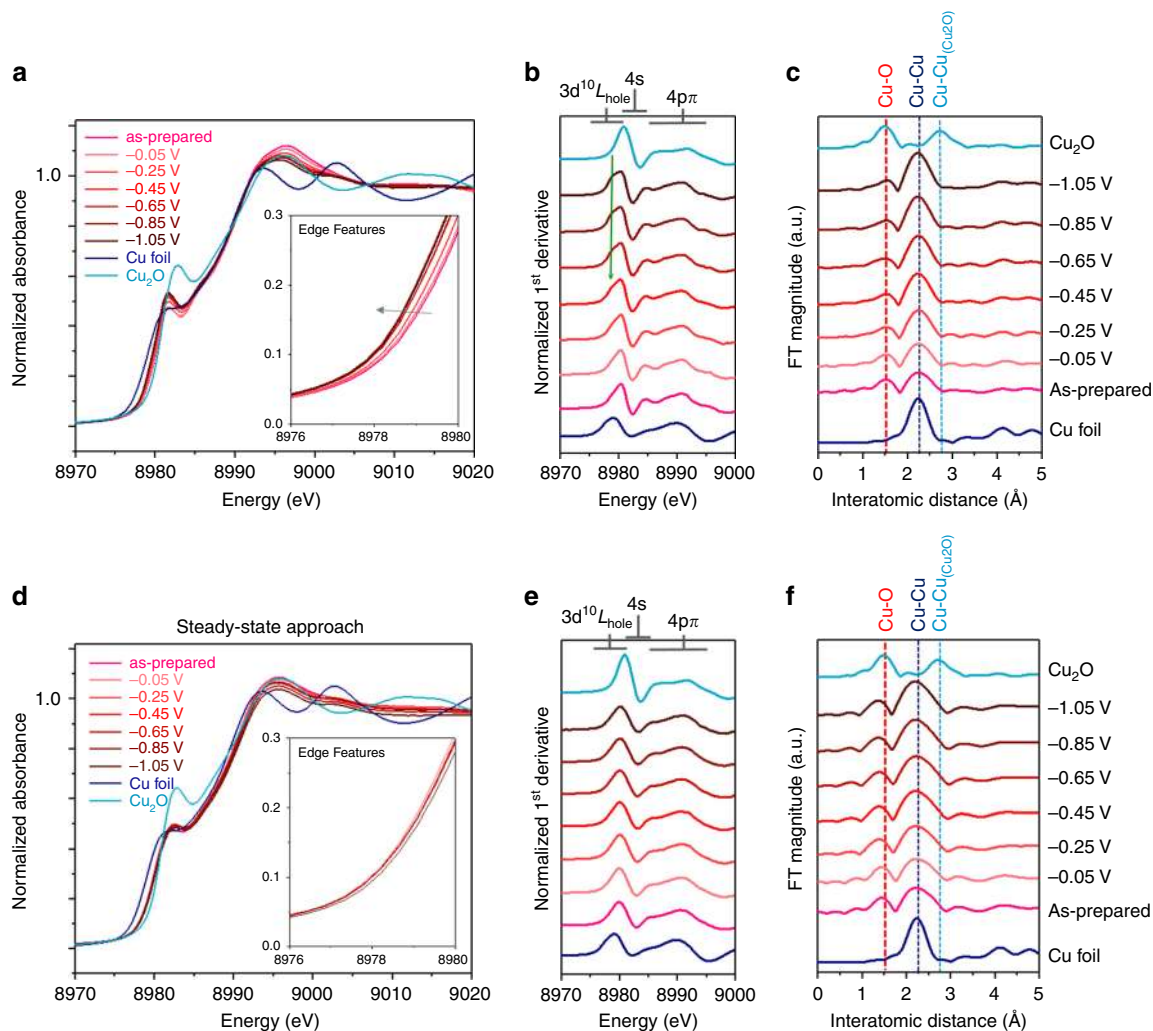 a
as-prepared
−0.05 V
−0.25 V
−0.45 V
−0.65 V
−0.85 V
−1.05 V
Cu foil
Cu2O
1.0
Normalized absorbance
Edge Features
0.3
0.2
0.1
0.0
8976 8978 8980
8970 8980 8990 9000 9010 9020
Energy (eV)
b
3d10Lhole
4s
4pπ
Normalized 1st derivative
8970 8980 8990 9000
Energy (eV)
c
Cu–O
Cu–Cu
Cu–Cu(Cu2O)
FT magnitude (a.u.)
Cu2O
−1.05 V
−0.85 V
−0.65 V
−0.45 V
−0.25 V
−0.05 V
As-prepared
Cu foil
0 1 2 3 4 5
Interatomic distance (Å)
d
Steady-state approach
as-prepared
−0.05 V
−0.25 V
−0.45 V
−0.65 V
−0.85 V
−1.05 V
Cu foil
Cu2O
1.0
Normalized absorbance
Edge Features
0.3
0.2
0.1
0.0
8976 8978 8980
8970 8980 8990 9000 9010 9020
Energy (eV)
e
3d10Lhole
4s
4pπ
Normalized 1st derivative
8970 8980 8990 9000
Energy (eV)
f
Cu–O
Cu–Cu
Cu–Cu(Cu2O)
FT magnitude (a.u.)
Cu2O
−1.05 V
−0.85 V
−0.65 V
−0.45 V
−0.25 V
−0.05 V
As-prepared
Cu foil
0 1 2 3 4 5
Interatomic distance (Å)